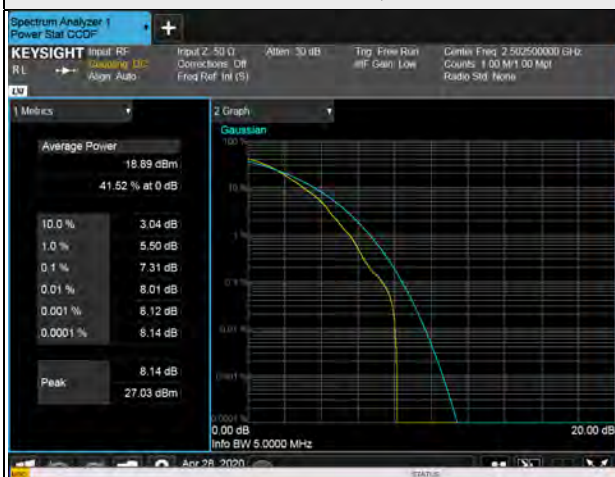 Spectrum Analyzer 1
Power Stat CCDF
+
KEYSIGHT Input: RF Input Z: 50 Ω Atten: 30 dB Trig: Free Run Center Freq: 2.502500000 GHz
RL Coupling: DC Corrections: Off #IF Gain: Low Counts: 1.00 M/1.00 Mpt
Align: Auto Freq Ref: Int (S) Radio Std: None
LXI
1 Metrics
2 Graph
Average Power
18.89 dBm
41.52 % at 0 dB
10.0 % 3.04 dB
1.0 % 5.50 dB
0.1 % 7.31 dB
0.01 % 8.01 dB
0.001 % 8.12 dB
0.0001 % 8.14 dB
Peak 8.14 dB
27.03 dBm
Gaussian
100 %
10 %
1 %
0.1 %
0.01 %
0.001 %
0.0001 %
0.00 dB 20.00 dB
Info BW 5.0000 MHz
Apr 28, 2020
STATUS